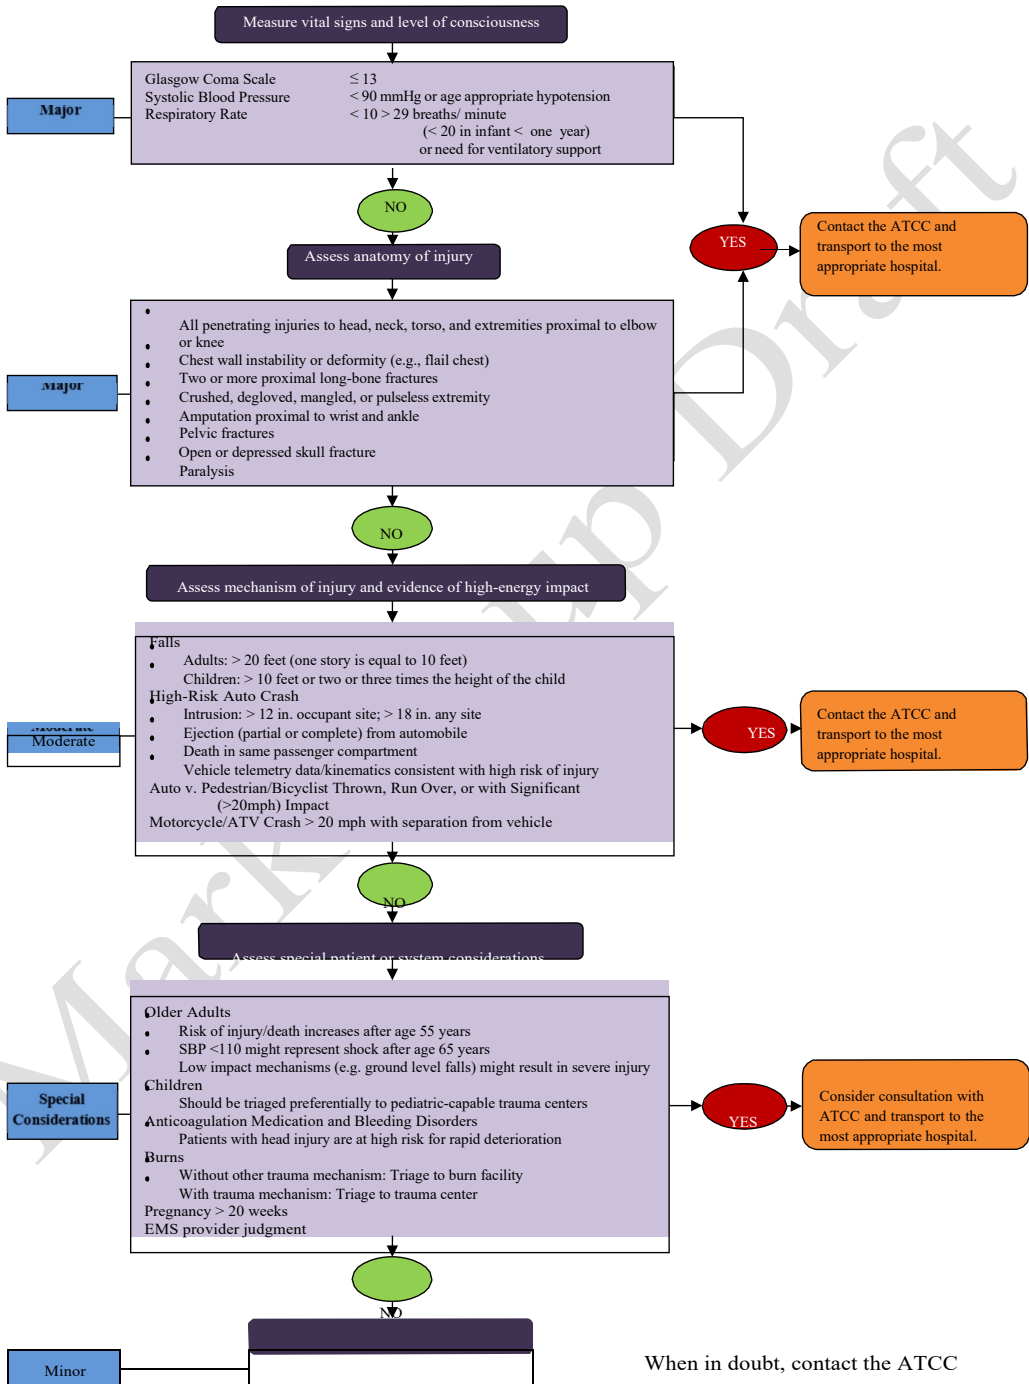 Measure vital signs and level of consciousness
Major
Glasgow Coma Scale ≤ 13
Systolic Blood Pressure < 90 mmHg or age appropriate hypotension
Respiratory Rate < 10 > 29 breaths/ minute
(< 20 in infant < one year)
or need for ventilatory support
NO
YES
Contact the ATCC and
transport to the most
appropriate hospital.
Assess anatomy of injury
Major
All penetrating injuries to head, neck, torso, and extremities proximal to elbow
or knee
Chest wall instability or deformity (e.g., flail chest)
Two or more proximal long-bone fractures
Crushed, degloved, mangled, or pulseless extremity
Amputation proximal to wrist and ankle
Pelvic fractures
Open or depressed skull fracture
Paralysis
NO
Assess mechanism of injury and evidence of high-energy impact
Moderate
Moderate
Falls
Adults: > 20 feet (one story is equal to 10 feet)
Children: > 10 feet or two or three times the height of the child
High-Risk Auto Crash
Intrusion: > 12 in. occupant site; > 18 in. any site
Ejection (partial or complete) from automobile
Death in same passenger compartment
Vehicle telemetry data/kinematics consistent with high risk of injury
Auto v. Pedestrian/Bicyclist Thrown, Run Over, or with Significant
(>20mph) Impact
Motorcycle/ATV Crash > 20 mph with separation from vehicle
YES
Contact the ATCC and
transport to the most
appropriate hospital.
NO
Assess special patient or system considerations
Special
Considerations
Older Adults
Risk of injury/death increases after age 55 years
SBP <110 might represent shock after age 65 years
Low impact mechanisms (e.g. ground level falls) might result in severe injury
Children
Should be triaged preferentially to pediatric-capable trauma centers
Anticoagulation Medication and Bleeding Disorders
Patients with head injury are at high risk for rapid deterioration
Burns
Without other trauma mechanism: Triage to burn facility
With trauma mechanism: Triage to trauma center
Pregnancy > 20 weeks
EMS provider judgment
YES
Consider consultation with
ATCC and transport to the
most appropriate hospital.
NO
Minor
When in doubt, contact the ATCC
Mark up Draft